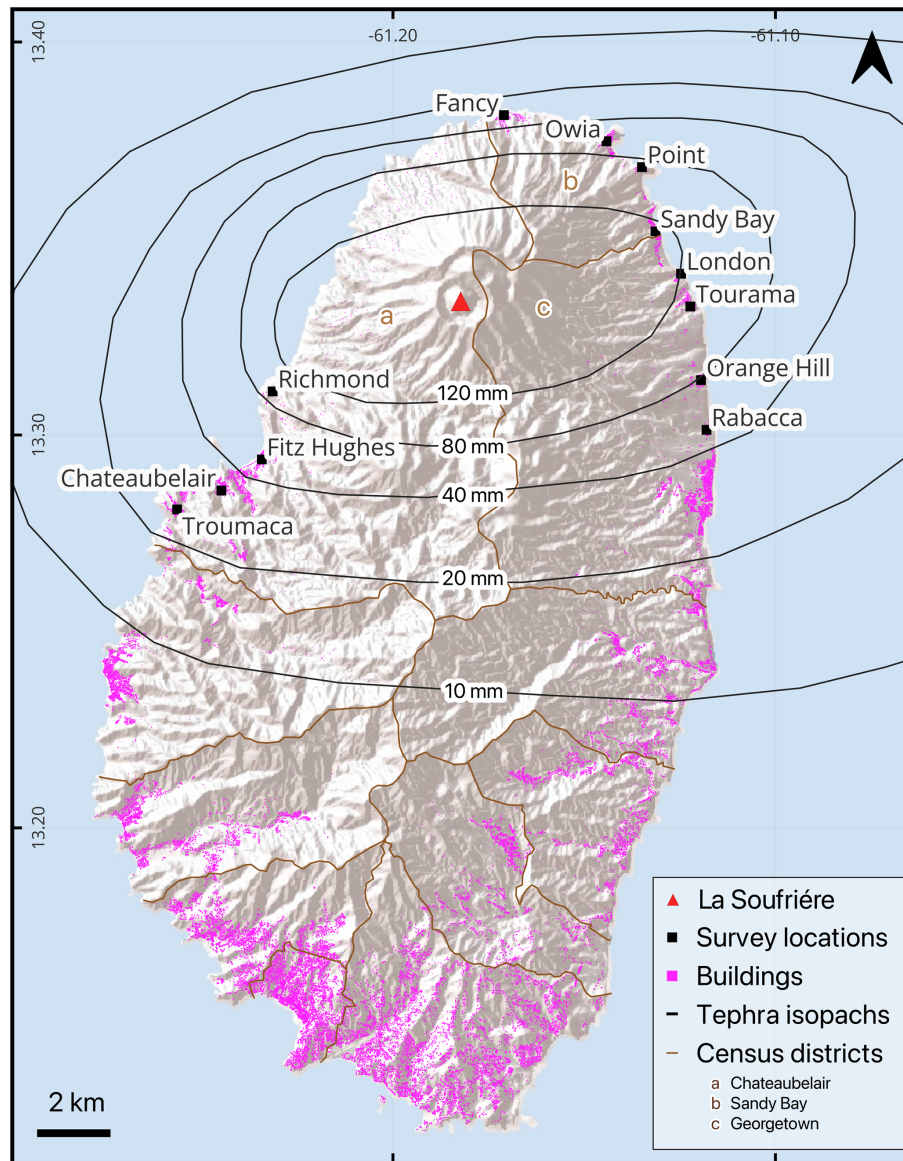 -61.20
-61.10
13.40
Fancy
Owia
Point
b
Sandy Bay
London
Tourama
a
c
Orange Hill
Richmond
120 mm
Rabacca
13.30
80 mm
Fitz Hughes
Chateaubelair
40 mm
Troumaca
20 mm
10 mm
13.20
La Soufriére
Survey locations
Buildings
Tephra isopachs
Census districts
a Chateaubelair
b Sandy Bay
c Georgetown
2 km